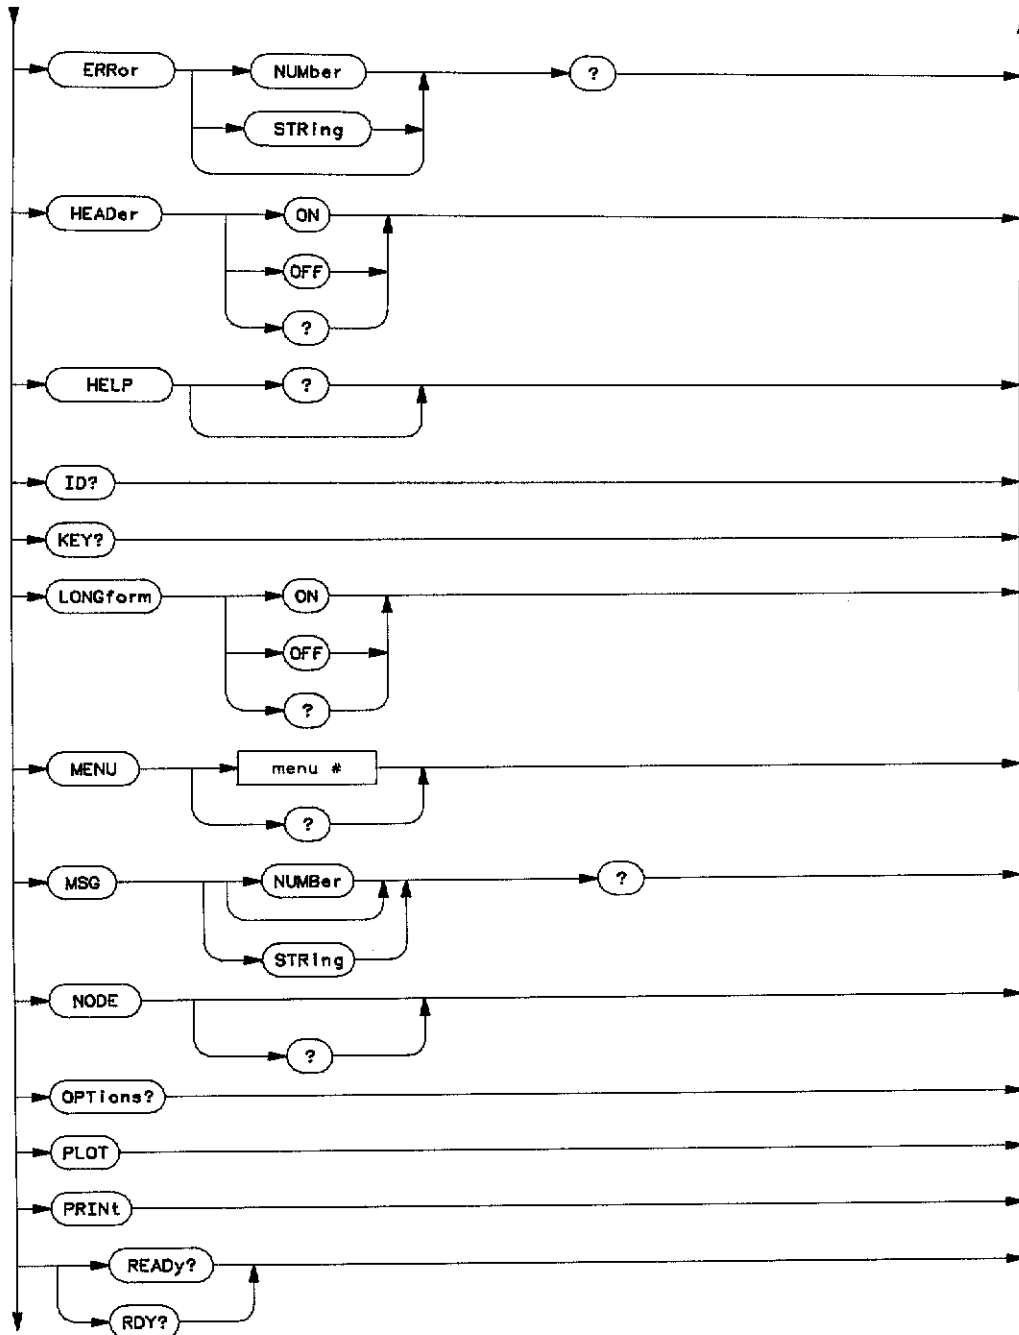 ERRor NUMber ?
STRing
HEADer ON
OFF
?
HELP ?
ID?
KEY?
LONGform ON
OFF
?
MENU menu #
?
MSG NUMBer ?
STRing
NODE
?
OPTions?
PLOT
PRINt
READy?
RDY?